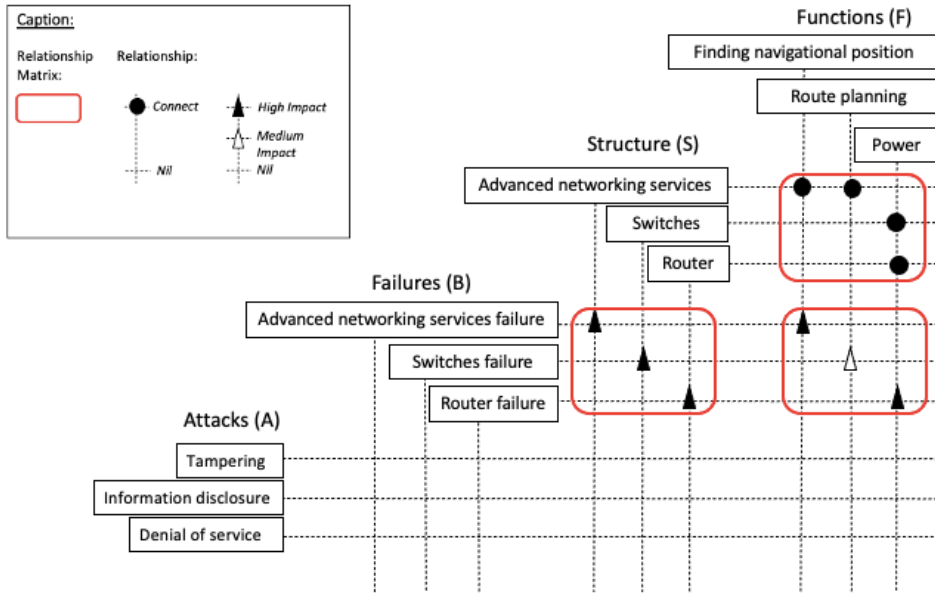 Caption:
Relationship
Matrix:
Relationship:
Connect
Nil
High Impact
Medium
Impact
Nil
Functions (F)
Finding navigational position
Route planning
Power
Structure (S)
Advanced networking services
Switches
Router
Failures (B)
Advanced networking services failure
Switches failure
Router failure
Attacks (A)
Tampering
Information disclosure
Denial of service